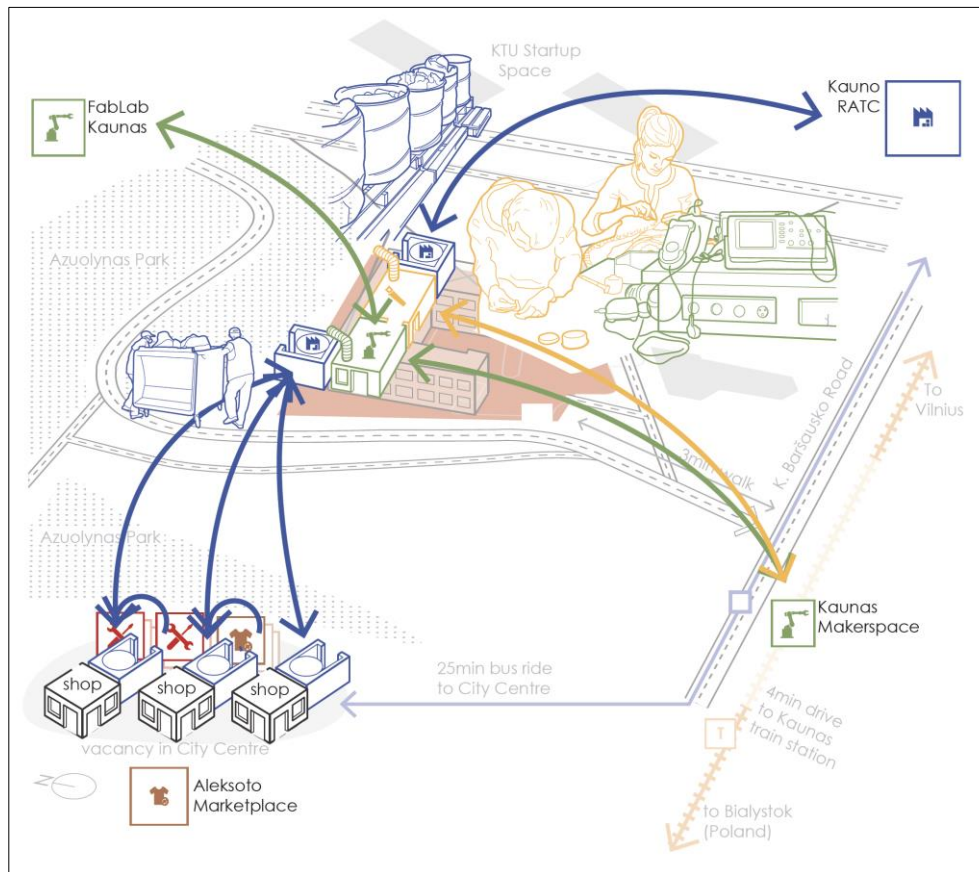 KTU Startup
Space
FabLab
Kaunas
Kauno
RATC
Azuolynas Park
To
Vilnius
K. Baršausko Road
3min walk
Azuolynas Park
Kaunas
Makerspace
shop
shop
shop
25min bus ride
to City Centre
4min drive
to Kaunas
train station
T
vacancy in City Centre
N
Aleksoto
Marketplace
to Bialystok
(Poland)